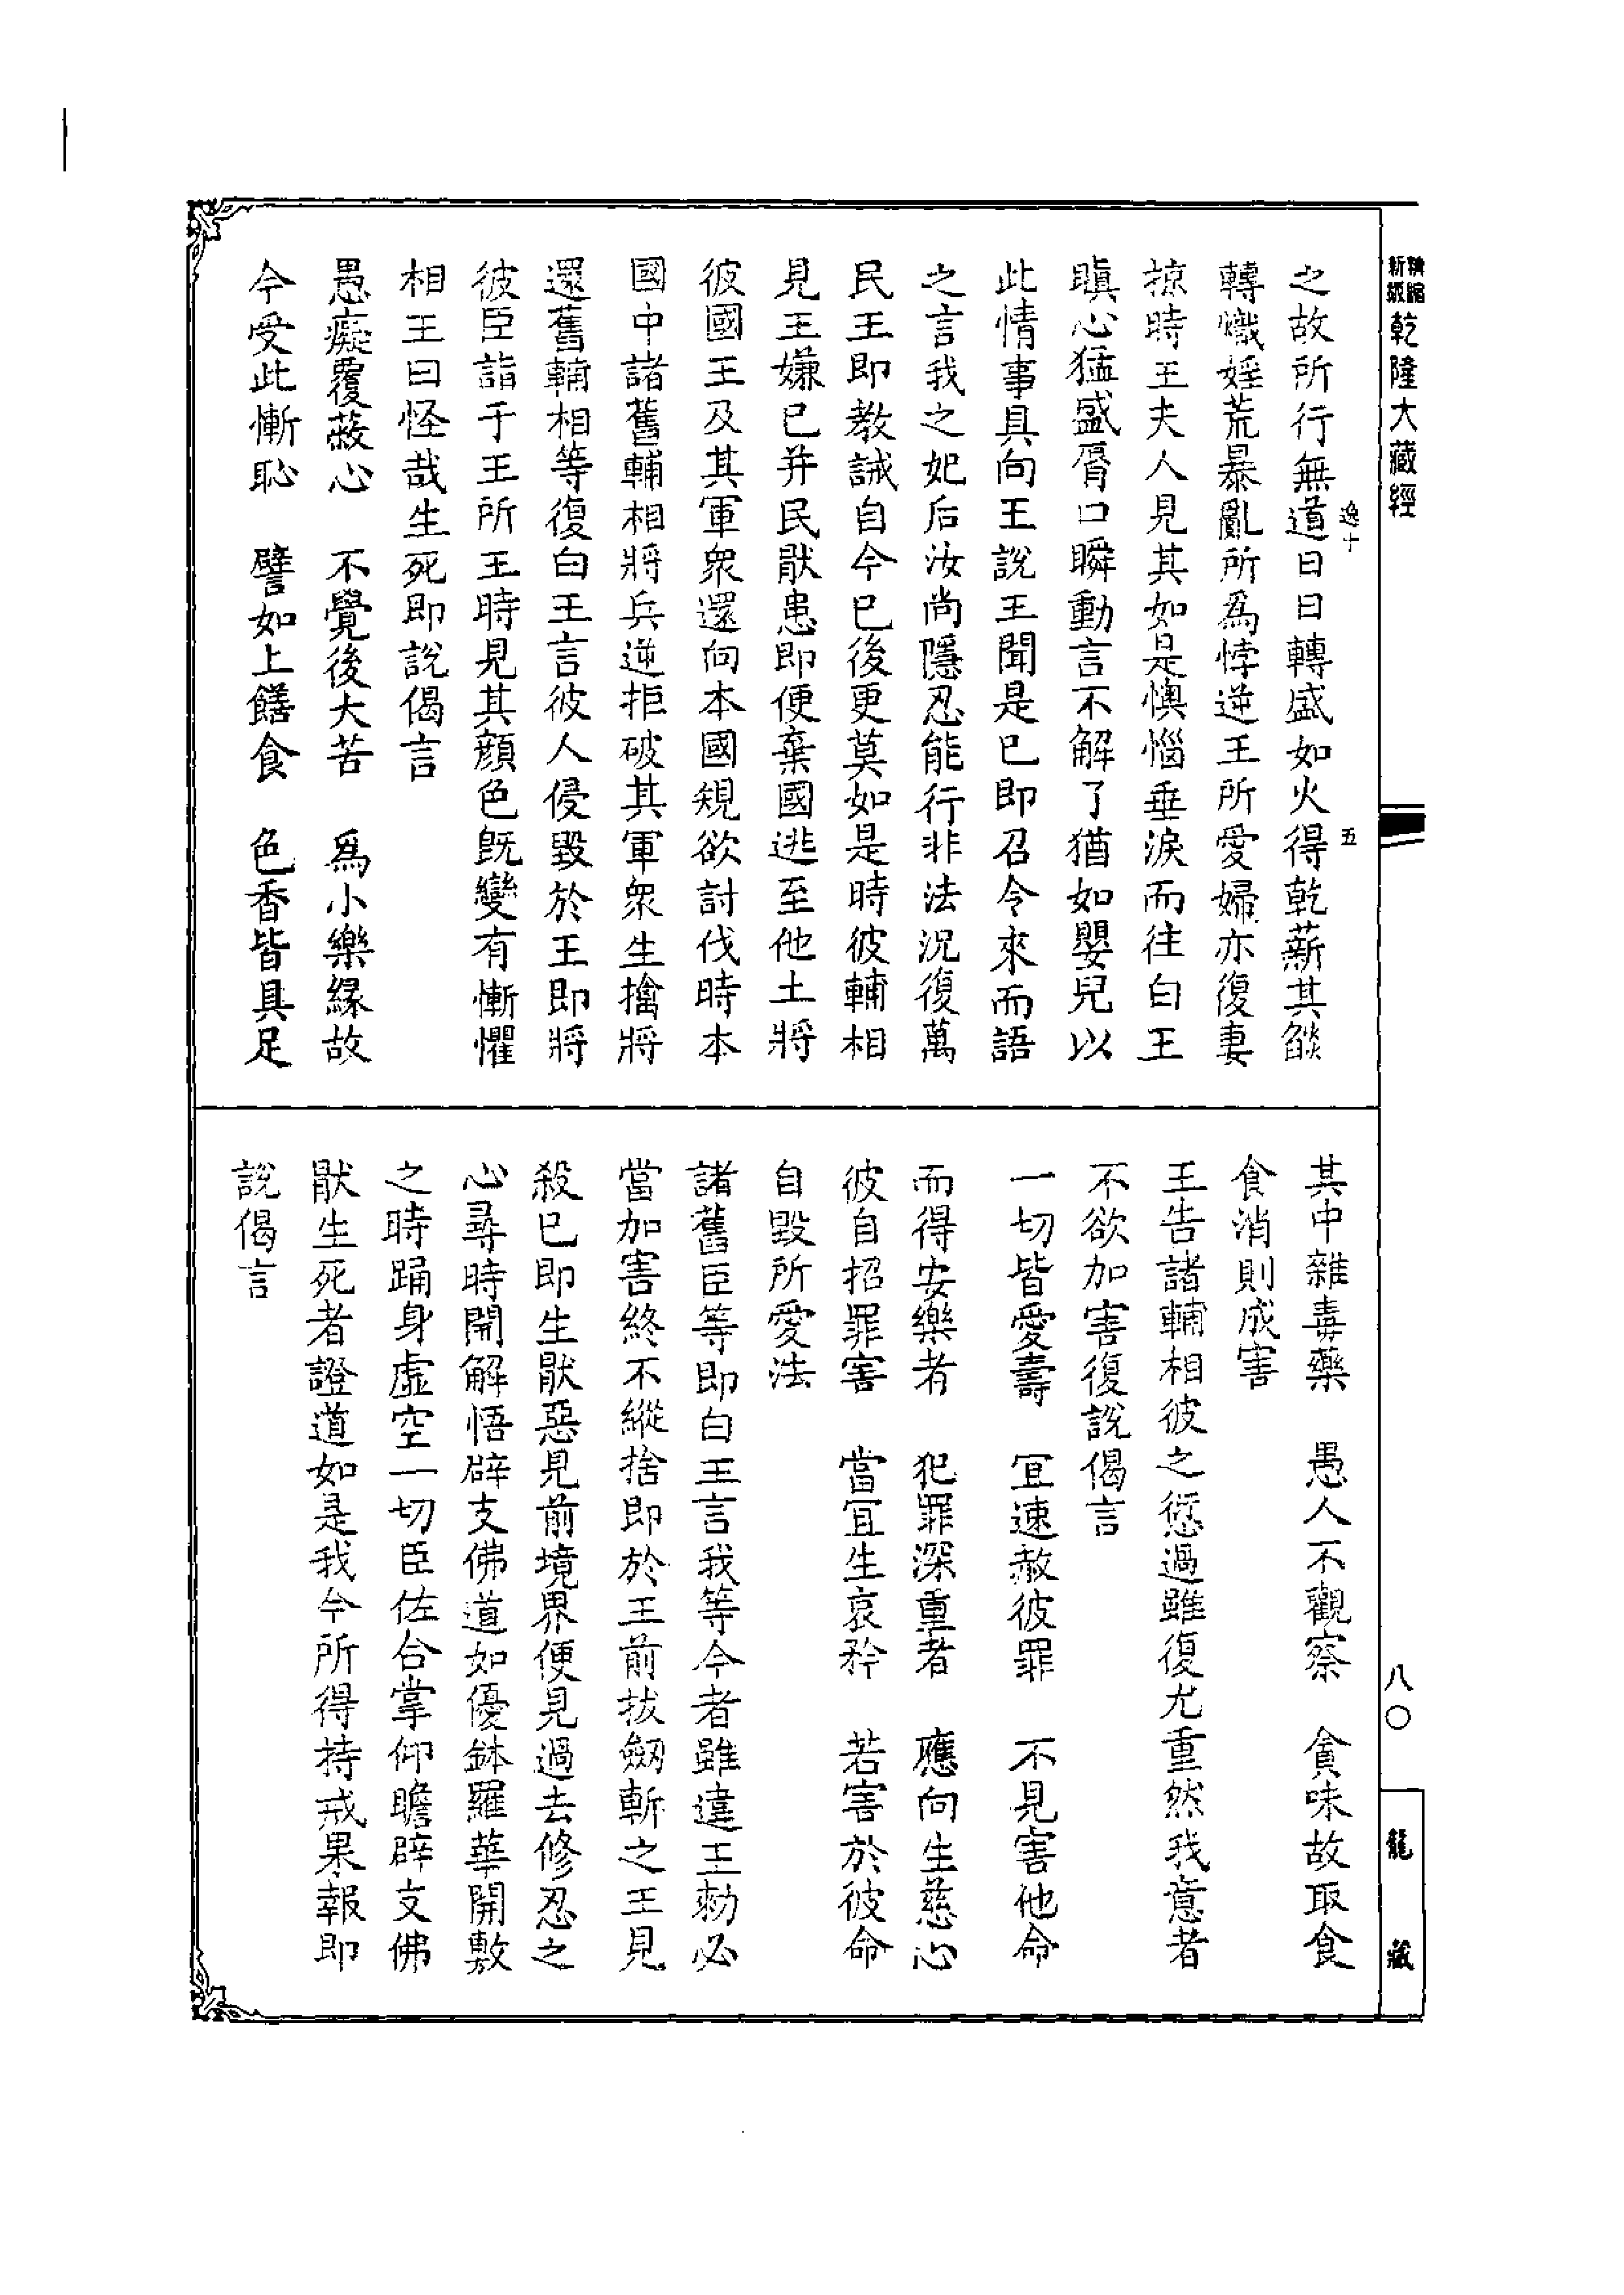 精縮
新版
乾隆大藏經
逸十
五
之故所行無道日日轉盛如火得乾薪其燄
轉熾婬荒暴亂所為悖逆王所愛婦亦復妻
掠時王夫人見其如是懊惱垂淚而往白王
瞋心猛盛脣口瞬動言不解了猶如嬰兒以
此情事具向王說王聞是已即召令來而語
之言我之妃后汝尚隱忍能行非法況復萬
民王即教誡自今已後更莫如是時彼輔相
見王嫌已并民猒患即便棄國逃至他土將
彼國王及其軍眾還向本國規欲討伐時本
國中諸舊輔相將兵逆拒破其軍眾生擒將
還舊輔相等復白王言彼人侵毀於王即將
彼臣詣于王所王時見其顏色既變有慚懼
相王曰怪哉生死即說偈言
愚癡覆蔽心　不覺後大苦　為小樂緣故
今受此慚恥　譬如上饍食　色香皆具足
其中雜毒藥　愚人不觀察　貪味故取食
食消則成害
王告諸輔相彼之愆過雖復尤重然我意者
不欲加害復說偈言
一切皆愛壽　宜速赦彼罪　不見害他命
而得安樂者　犯罪深重者　應向生慈心
彼自招罪害　當宜生哀矜　若害於彼命
自毀所愛法
諸舊臣等即白王言我等今者雖違王勅必
當加害終不縱捨即於王前拔劒斬之王見
殺已即生猒惡見前境界便見過去修忍之
心尋時開解悟辟支佛道如優鉢羅華開敷
之時踊身虛空一切臣佐合掌仰瞻辟支佛
猒生死者證道如是我今所得持戒果報即
說偈言
八〇
龍藏